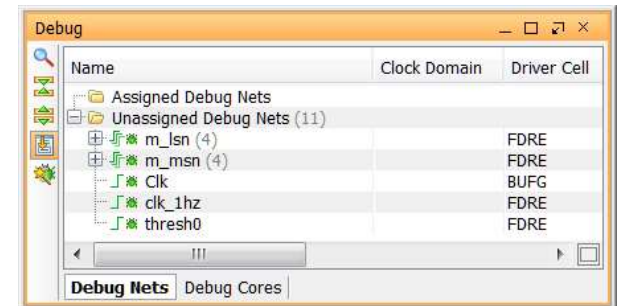 Debug
Name Clock Domain Driver Cell
Assigned Debug Nets
Unassigned Debug Nets (11)
m_lsn (4) FDRE
m_msn (4) FDRE
Clk BUFG
clk_1hz FDRE
thresh0 FDRE
Debug Nets Debug Cores